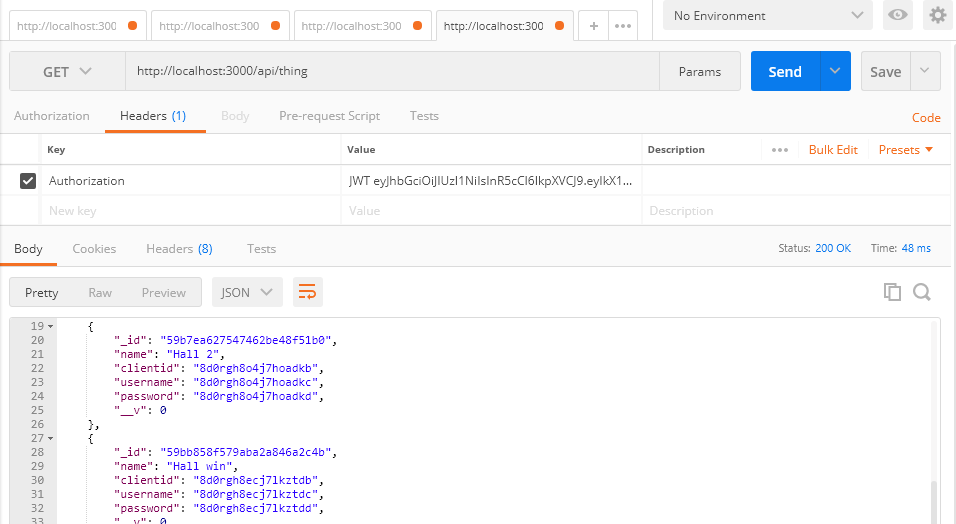 http://localhost:300 http://localhost:300 http://localhost:300 http://localhost:300 + ••• No Environment
GET http://localhost:3000/api/thing Params Send Save
Authorization Headers (1) Body Pre-request Script Tests Code
Key Value Description ••• Bulk Edit Presets
Authorization JWT eyJhbGciOiJIUzI1NiIsInR5cCI6IkpXVCJ9.eyIkX1...
New key Value Description
Body Cookies Headers (8) Tests Status: 200 OK Time: 48 ms
Pretty Raw Preview JSON
19 {
20 "_id": "59b7ea627547462be48f51b0",
21 "name": "Hall 2",
22 "clientid": "8d0rgh8o4j7hoadkb",
23 "username": "8d0rgh8o4j7hoadkc",
24 "password": "8d0rgh8o4j7hoadkd",
25 "__v": 0
26 },
27 {
28 "_id": "59bb858f579aba2a846a2c4b",
29 "name": "Hall win",
30 "clientid": "8d0rgh8ecj7lkztdb",
31 "username": "8d0rgh8ecj7lkztdc",
32 "password": "8d0rgh8ecj7lkztdd",
33 "__v": 0